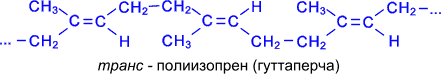 CH₃ CH₂—CH₂ H CH₃ CH₂—...
C=C C=C C=C
...—CH₂ H CH₃ CH₂—CH₂ H
транс - полиизопрен (гуттаперча)